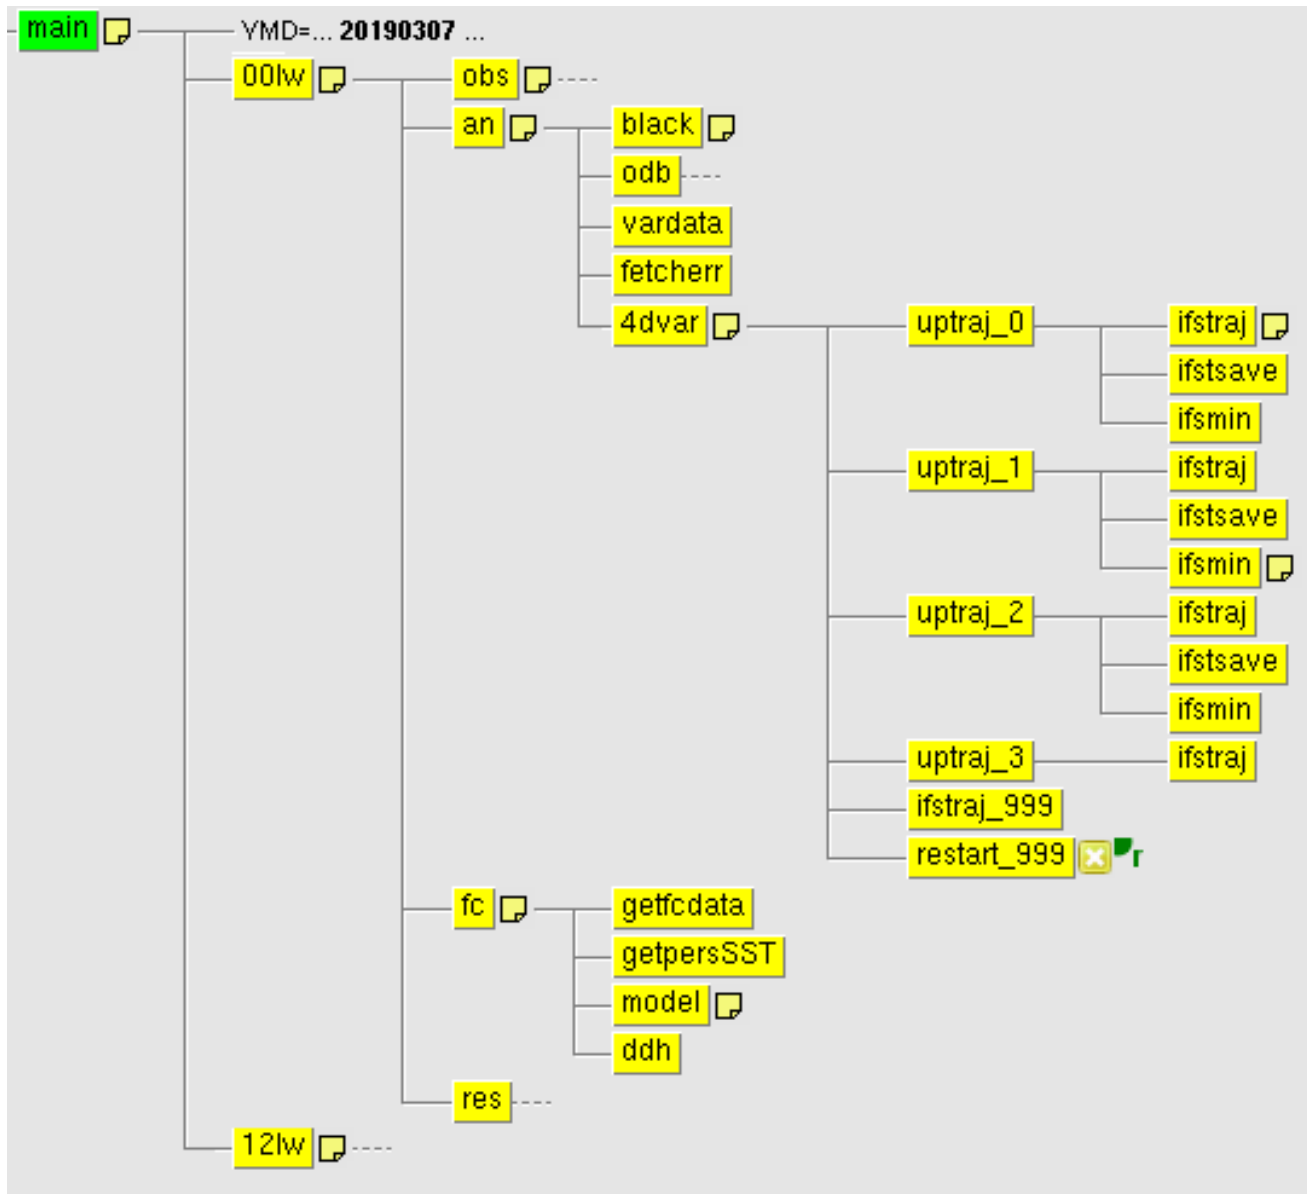 main YMD=... 20190307 ...
00lw obs
an black
odb
vardata
fetcherr
4dvar uptraj_0 ifstraj
ifstsave
ifsmin
uptraj_1 ifstraj
ifstsave
ifsmin
uptraj_2 ifstraj
ifstsave
ifsmin
uptraj_3 ifstraj
ifstraj_999
restart_999 r
fc getfcdata
getpersSST
model
ddh
res
12lw